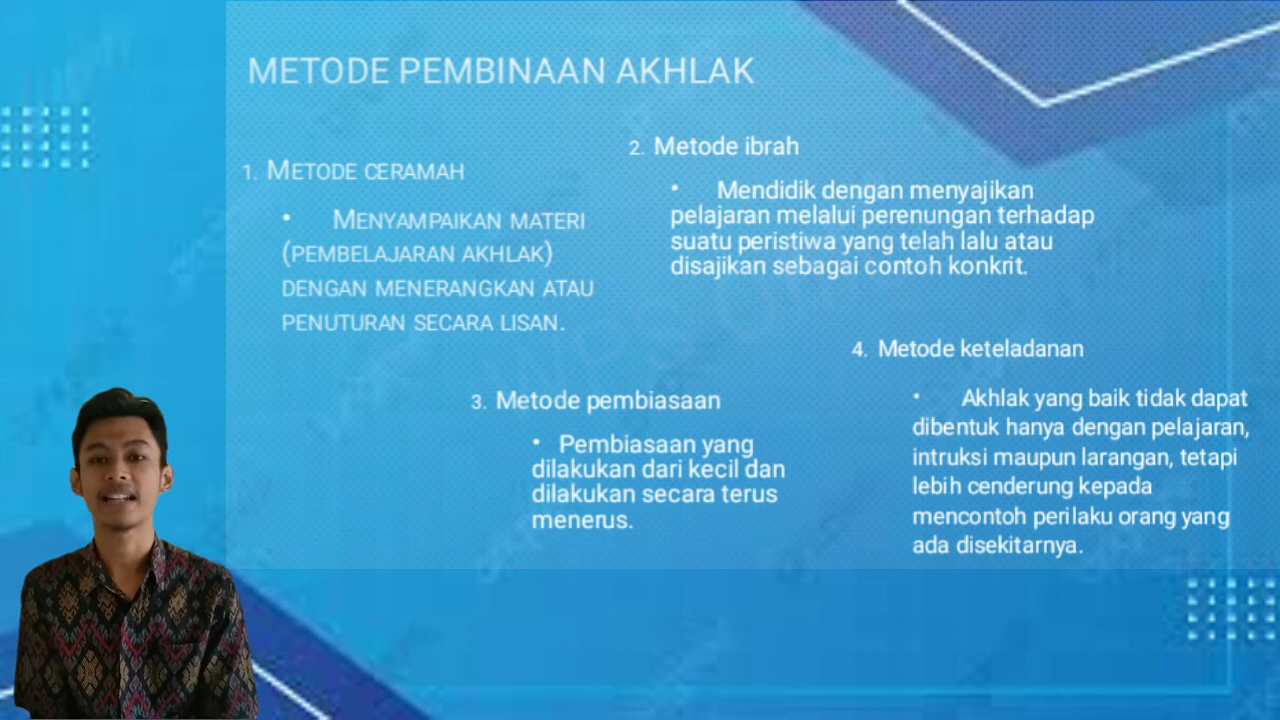 METODE PEMBINAAN AKHLAK
1. METODE CERAMAH
• MENYAMPAIKAN MATERI
(PEMBELAJARAN AKHLAK)
DENGAN MENERANGKAN ATAU
PENUTURAN SECARA LISAN.
2. Metode ibrah
• Mendidik dengan menyajikan
pelajaran melalui perenungan terhadap
suatu peristiwa yang telah lalu atau
disajikan sebagai contoh konkrit.
3. Metode pembiasaan
• Pembiasaan yang
dilakukan dari kecil dan
dilakukan secara terus
menerus.
4. Metode keteladanan
• Akhlak yang baik tidak dapat
dibentuk hanya dengan pelajaran,
intruksi maupun larangan, tetapi
lebih cenderung kepada
mencontoh perilaku orang yang
ada disekitarnya.